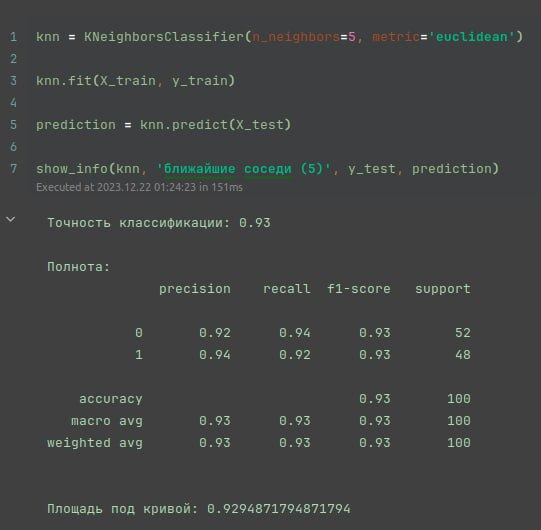 1 knn = KNeighborsClassifier(n_neighbors=5, metric='euclidean')
2
3 knn.fit(X_train, y_train)
4
5 prediction = knn.predict(X_test)
6
7 show_info(knn, 'ближайшие соседи (5)', y_test, prediction)
Executed at 2023.12.22 01:24:23 in 151ms
Точность классификации: 0.93
Полнота:
precision recall f1-score support
0 0.92 0.94 0.93 52
1 0.94 0.92 0.93 48
accuracy 0.93 100
macro avg 0.93 0.93 0.93 100
weighted avg 0.93 0.93 0.93 100
Площадь под кривой: 0.9294871794871794